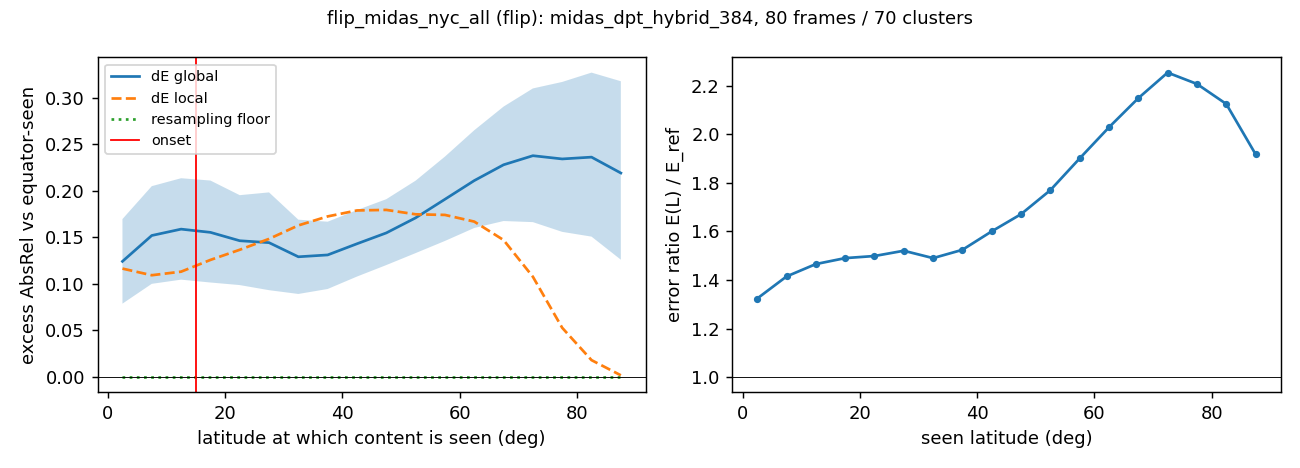 flip_midas_nyc_all (flip): midas_dpt_hybrid_384, 80 frames / 70 clusters
excess AbsRel vs equator-seen
0.30
0.25
0.20
0.15
0.10
0.05
0.00
dE global
dE local
resampling floor
onset
0 20 40 60 80
latitude at which content is seen (deg)
error ratio E(L) / E_ref
2.2
2.0
1.8
1.6
1.4
1.2
1.0
0 20 40 60 80
seen latitude (deg)